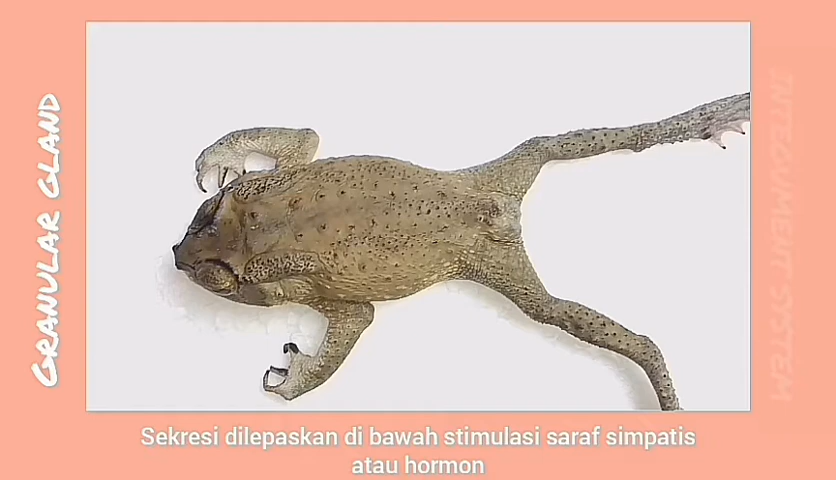 GRANULAR GLAND
INTEGUMENT SYSTEM
Sekresi dilepaskan di bawah stimulasi saraf simpatis
atau hormon